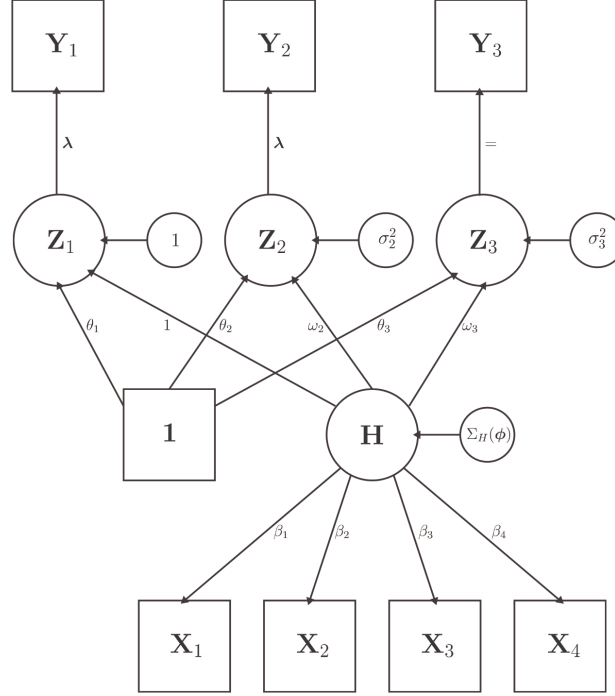 Y₁ Y₂ Y₃
λ λ =
Z₁ 1 Z₂ σ₂² Z₃ σ₃²
θ₁ 1 θ₂ ω₂ θ₃ ω₃
1 H Σ_H(ϕ)
β₁ β₂ β₃ β₄
X₁ X₂ X₃ X₄